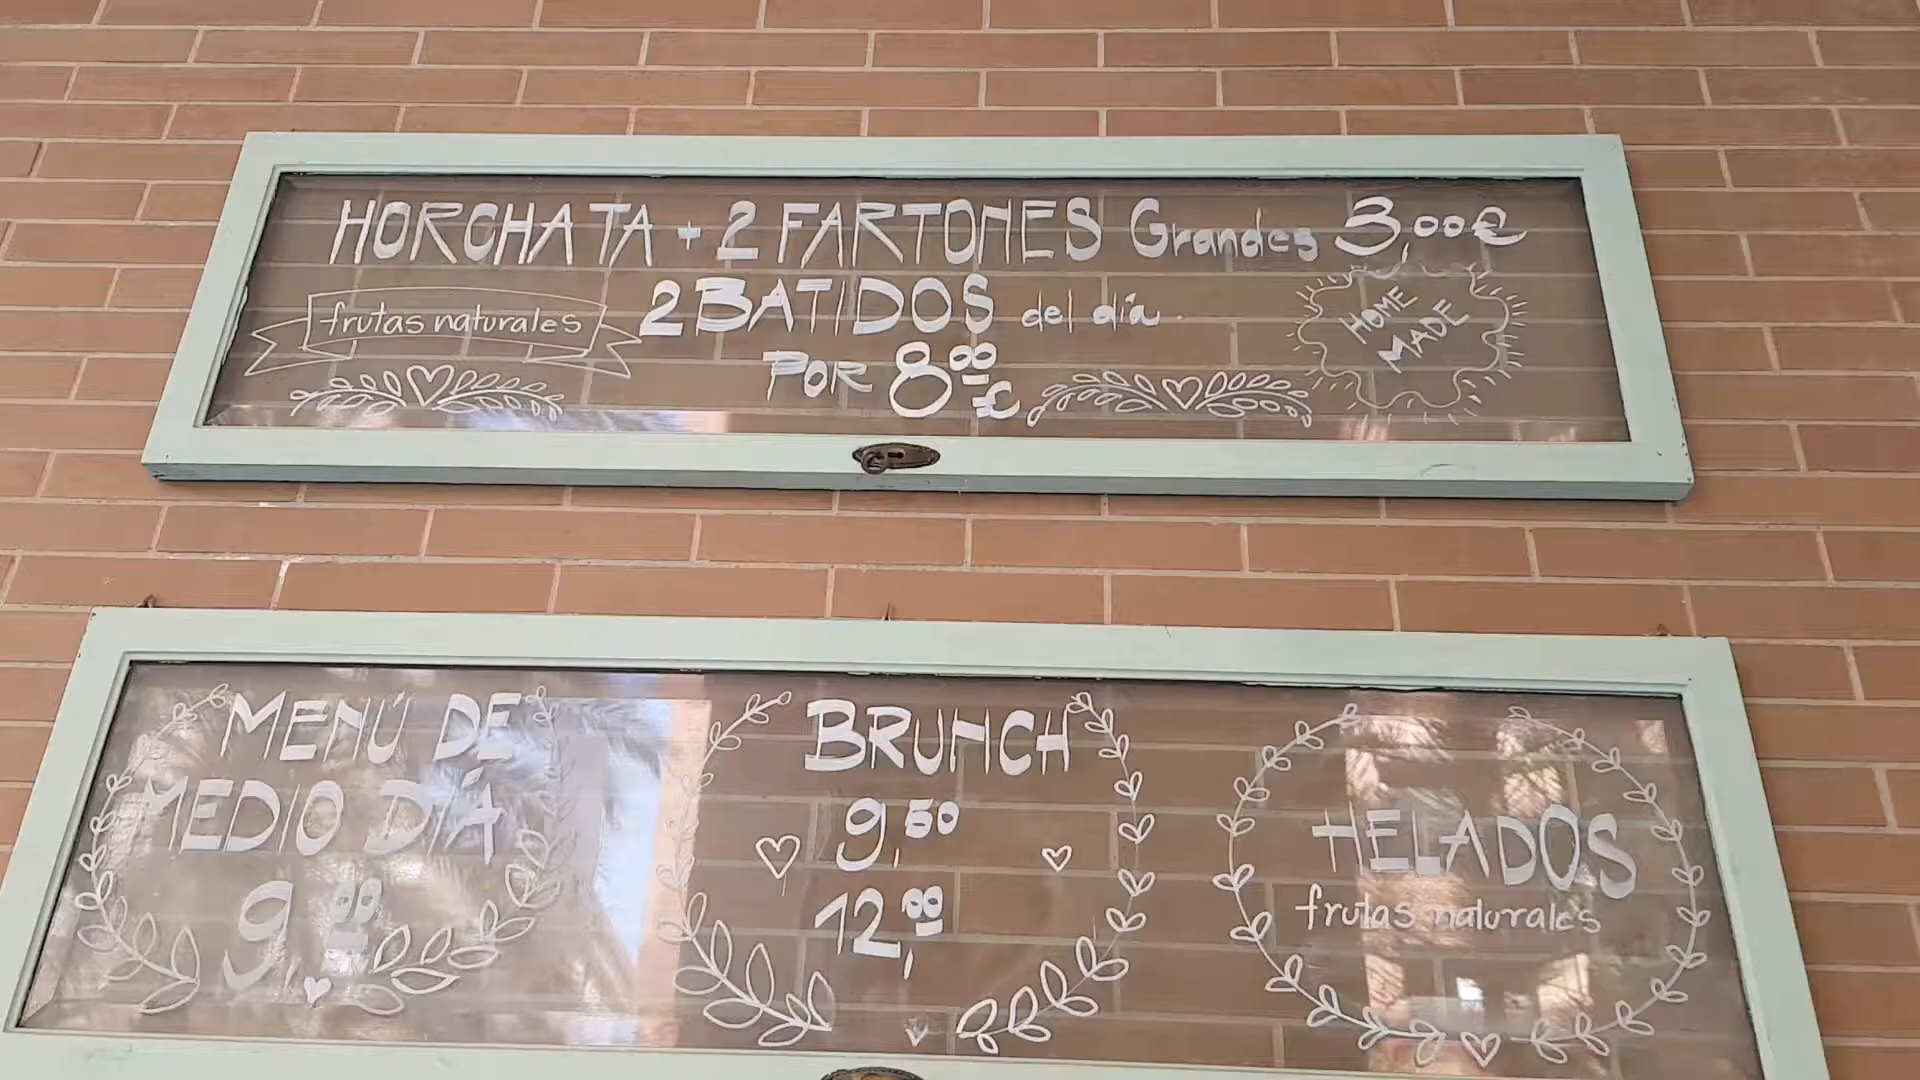 HORCHATA + 2 FARTONES Grandes 3,00€
frutas naturales
2 BATIDOS del día
POR 8,00€
HOME
MADE
MENÚ DE
MEDIO DÍA
9,00
BRUNCH
9,50
12,00
HELADOS
frutas naturales